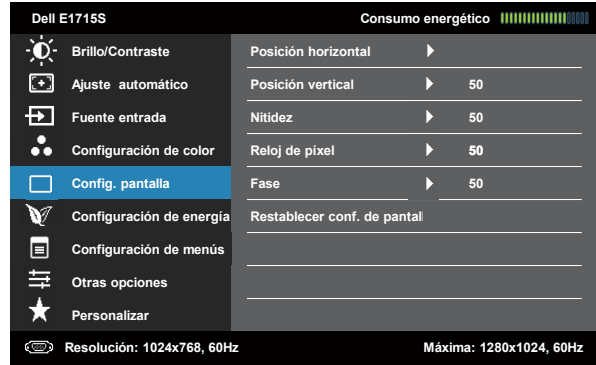 Dell E1715S Consumo energético
Brillo/Contraste Posición horizontal
Ajuste automático Posición vertical 50
Fuente entrada Nitidez 50
Configuración de color Reloj de píxel 50
Config. pantalla Fase 50
Configuración de energía Restablecer conf. de pantal
Configuración de menús
Otras opciones
Personalizar
Resolución: 1024x768, 60Hz Máxima: 1280x1024, 60Hz